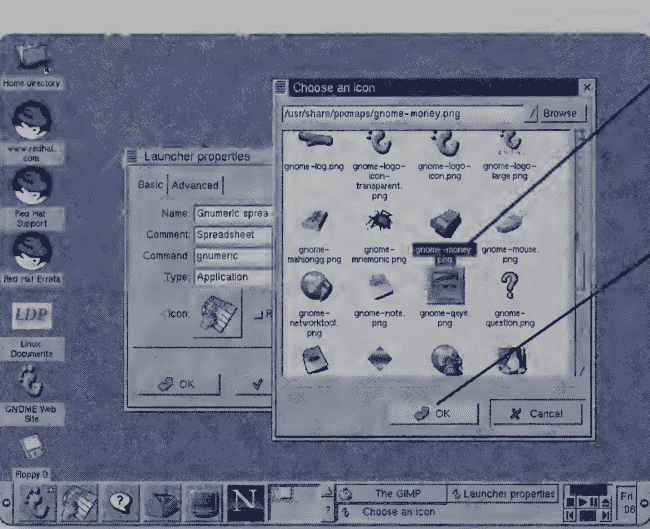 Home directory
www.redhat.
com
Red Hat
Support
Red Hat Errata
LDP
Linux
Documents
GNOME Web
Site
Floppy 0
Launcher properties
Basic
Advanced
Name: Gnumeric sprea
Comment: Spreadsheet
Command gnumeric
Type: Application
Icon:
R
OK
Choose an icon
/usr/share/pixmaps/gnome-money.png
Browse
gnome-log.png
gnome-logo-
icon-
transparent.
png
gnome-logo-
icon.png
gnome-logo-
large.png
gnome-
mahjongg.png
gnome-
mnemonic.png
gnome-money.
png
gnome-mouse.
png
gnome-
networktool.
png
gnome-note.
png
gnome-qeye.
png
gnome-
question.png
OK
Cancel
N
?
The GIMP
Launcher properties
Choose an icon
Fri
08